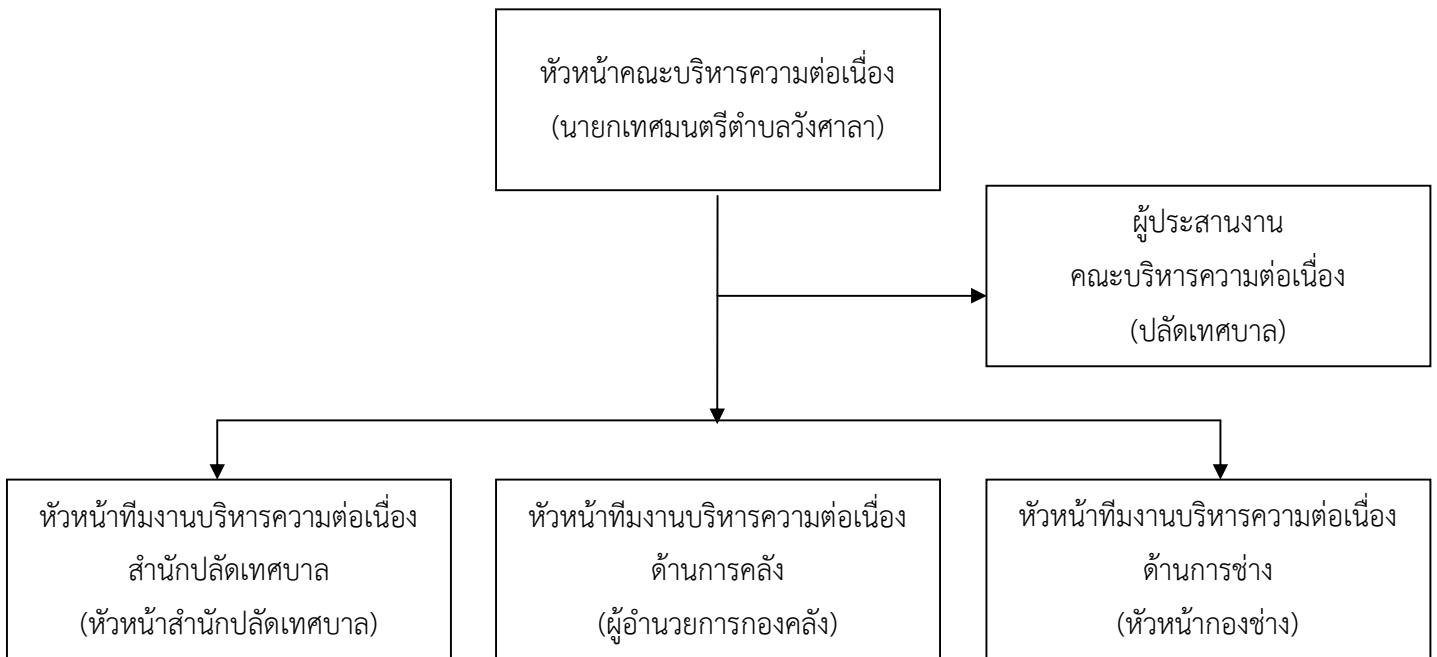 หัวหน้าคณะบริหารความต่อเนื่อง
(นายกเทศมนตรีตำบลวังศาลา)
ผู้ประสานงาน
คณะบริหารความต่อเนื่อง
(ปลัดเทศบาล)
หัวหน้าทีมงานบริหารความต่อเนื่อง
สำนักปลัดเทศบาล
(หัวหน้าสำนักปลัดเทศบาล)
หัวหน้าทีมงานบริหารความต่อเนื่อง
ด้านการคลัง
(ผู้อำนวยการกองคลัง)
หัวหน้าทีมงานบริหารความต่อเนื่อง
ด้านการช่าง
(หัวหน้ากองช่าง)